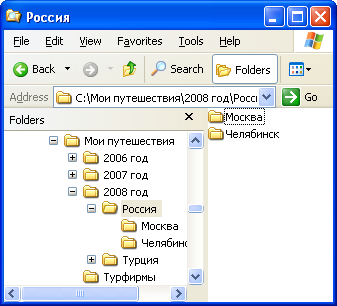 Россия
File Edit View Favorites Tools Help
Back Search Folders
Address C:\Мои путешествия\2008 год\Росс Go
Folders
Мои путешествия
2006 год
2007 год
2008 год
Россия
Москва
Челябинс
Турция
Турфирмы
Москва
Челябинск